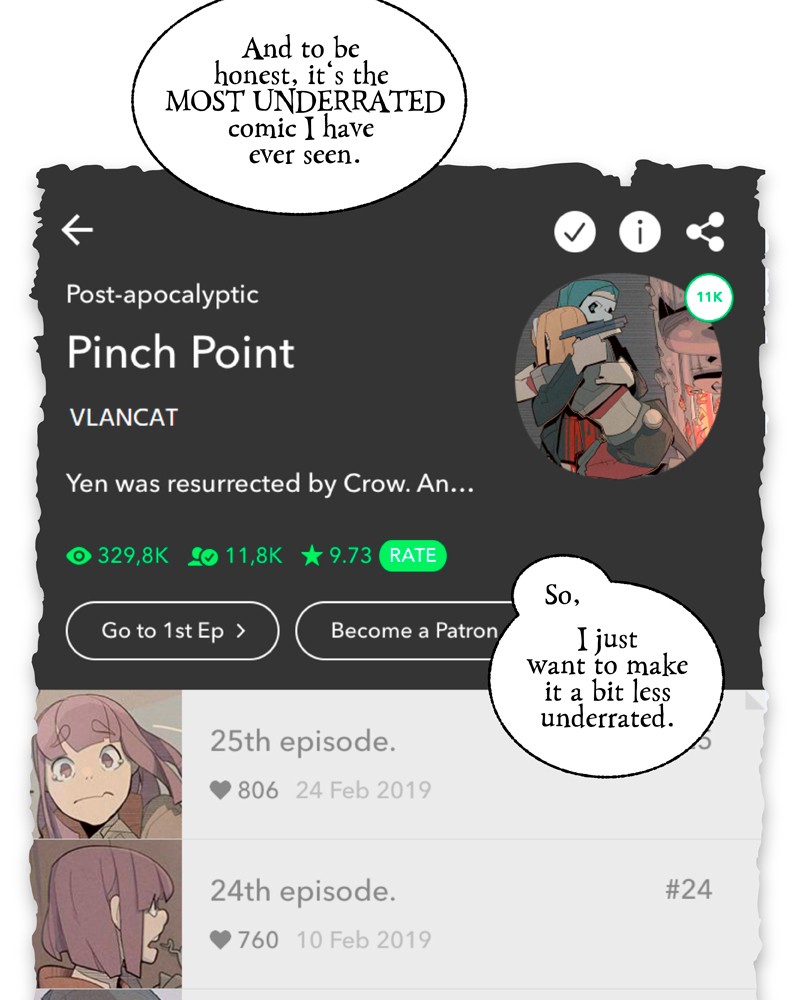 And to be
honest, it's the
MOST UNDERRATED
comic I have
ever seen.
Post-apocalyptic
11K
Pinch Point
VLANCAT
Yen was resurrected by Crow. An...
329,8K 11,8K 9.73 RATE
Go to 1st Ep >
Become a Patron
So,
I just
want to make
it a bit less
underrated.
25th episode.
806 24 Feb 2019
24th episode.
#24
760 10 Feb 2019